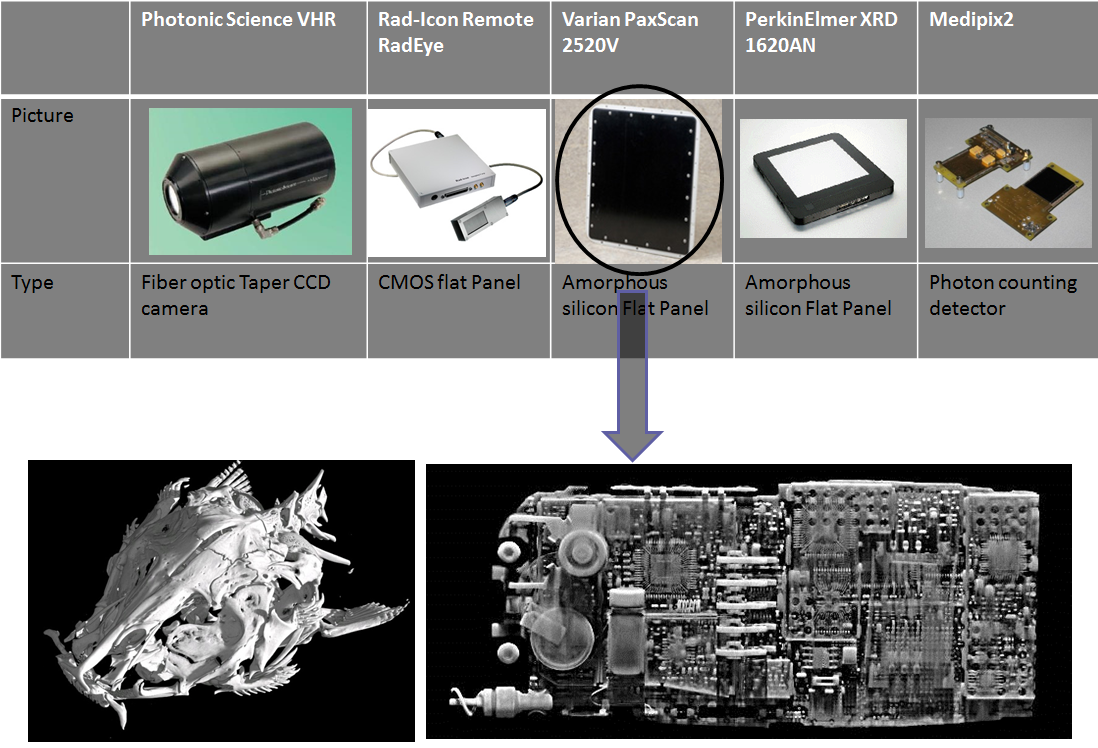 Photonic Science VHR
Rad-Icon Remote
RadEye
Varian PaxScan
2520V
PerkinElmer XRD
1620AN
Medipix2
Picture
Type
Fiber optic Taper CCD
camera
CMOS flat Panel
Amorphous
silicon Flat Panel
Amorphous
silicon Flat Panel
Photon counting
detector